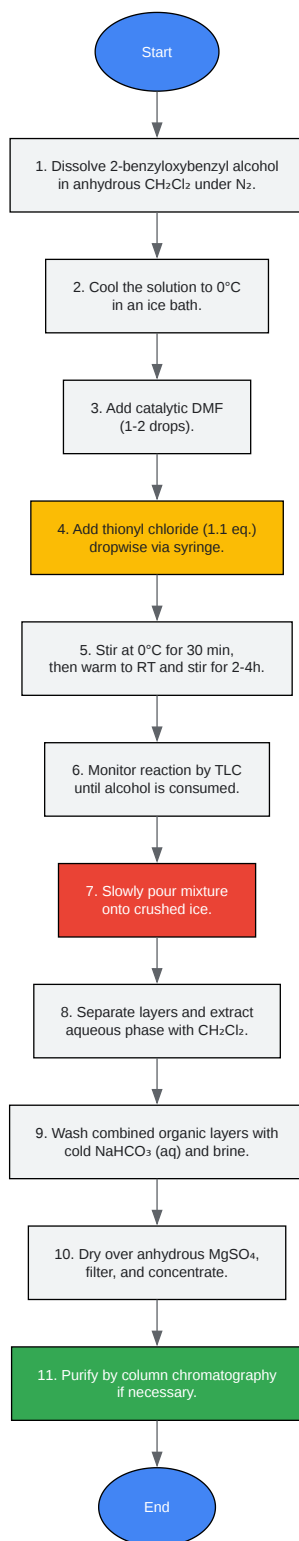 Start
1. Dissolve 2-benzyloxybenzyl alcohol
in anhydrous CH₂Cl₂ under N₂.
2. Cool the solution to 0°C
in an ice bath.
3. Add catalytic DMF
(1-2 drops).
4. Add thionyl chloride (1.1 eq.)
dropwise via syringe.
5. Stir at 0°C for 30 min,
then warm to RT and stir for 2-4h.
6. Monitor reaction by TLC
until alcohol is consumed.
7. Slowly pour mixture
onto crushed ice.
8. Separate layers and extract
aqueous phase with CH₂Cl₂.
9. Wash combined organic layers with
cold NaHCO₃ (aq) and brine.
10. Dry over anhydrous MgSO₄,
filter, and concentrate.
11. Purify by column chromatography
if necessary.
End